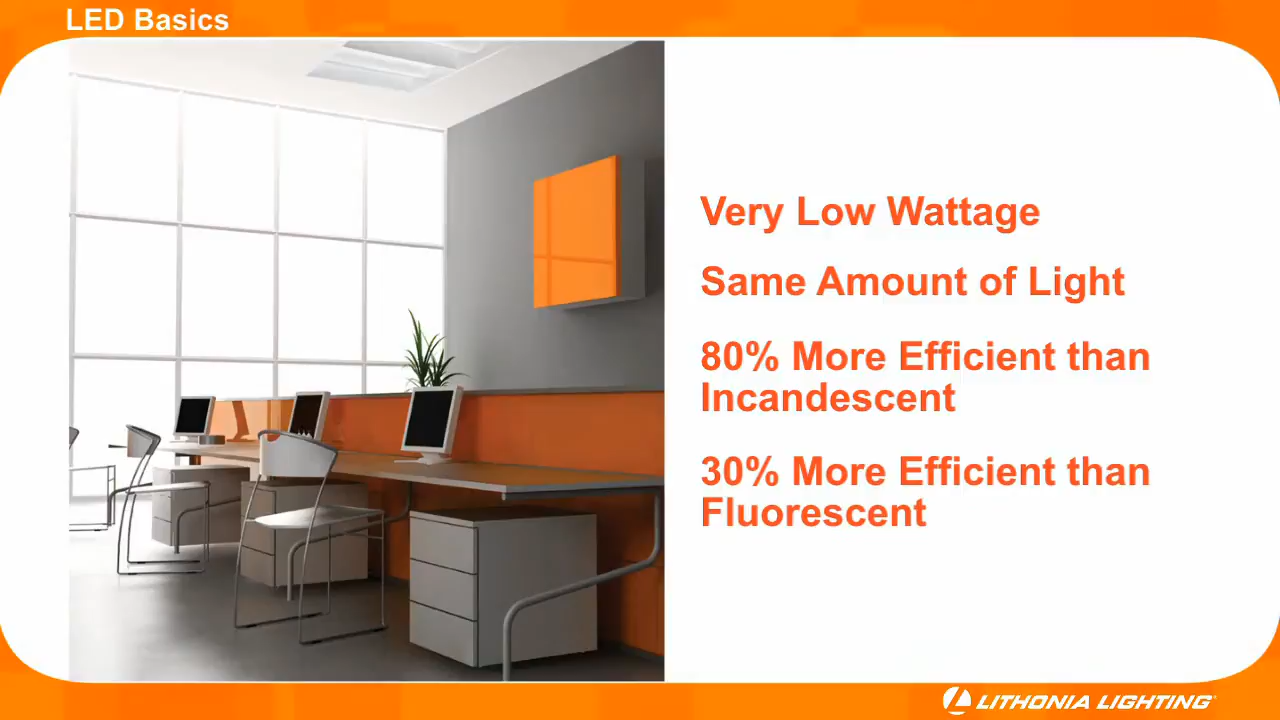 LED Basics
Very Low Wattage
Same Amount of Light
80% More Efficient than
Incandescent
30% More Efficient than
Fluorescent
LITHONIA LIGHTING®